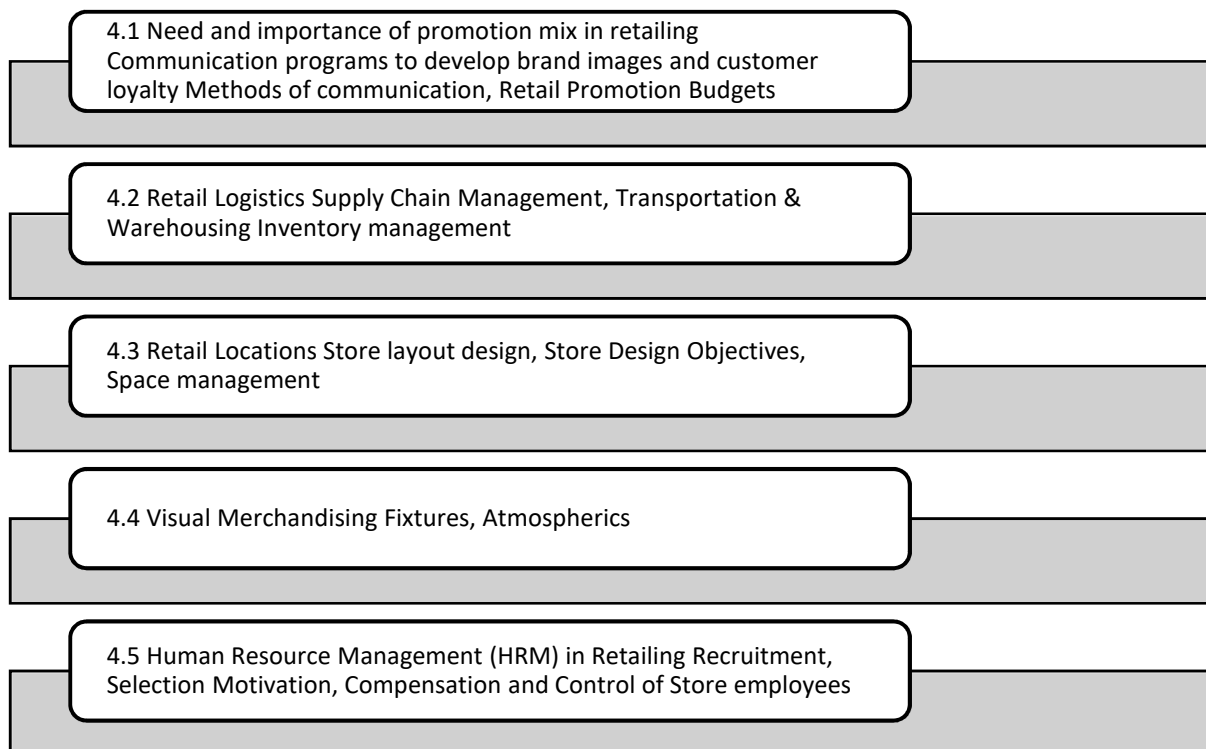 4.1 Need and importance of promotion mix in retailing
Communication programs to develop brand images and customer
loyalty Methods of communication, Retail Promotion Budgets
4.2 Retail Logistics Supply Chain Management, Transportation &
Warehousing Inventory management
4.3 Retail Locations Store layout design, Store Design Objectives,
Space management
4.4 Visual Merchandising Fixtures, Atmospherics
4.5 Human Resource Management (HRM) in Retailing Recruitment,
Selection Motivation, Compensation and Control of Store employees